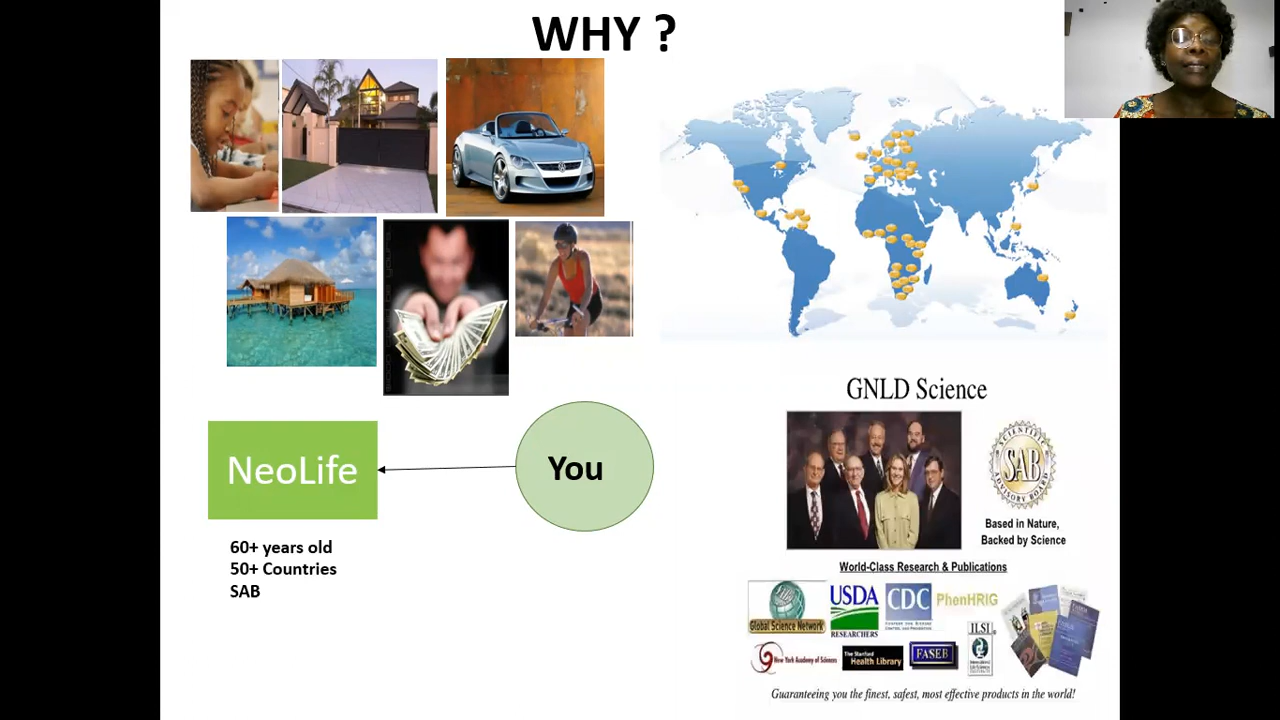 WHY ?
NeoLife
You
60+ years old
50+ Countries
SAB
GNLD Science
SCIENTIFIC
SAB
ADVISORY BOARD
Based in Nature,
Backed by Science
World-Class Research & Publications
Global Science Network
USDA
RESEARCHERS
CDC
CENTERS FOR DISEASE
CONTROL AND PREVENTION
PhenHRIG
New York Academy of Sciences
The Stanford
Health Library
FASEB
ILSI
Guaranteeing you the finest, safest, most effective products in the world!